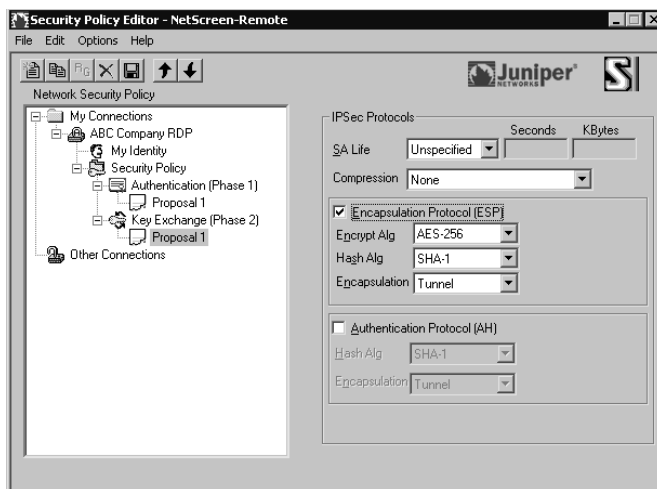 Security Policy Editor - NetScreen-Remote
File Edit Options Help
Network Security Policy
Juniper®
NETWORKS
My Connections
ABC Company RDP
My Identity
Security Policy
Authentication (Phase 1)
Proposal 1
Key Exchange (Phase 2)
Proposal 1
Other Connections
IPSec Protocols
Seconds KBytes
SA Life Unspecified
Compression None
Encapsulation Protocol (ESP)
Encrypt Alg AES-256
Hash Alg SHA-1
Encapsulation Tunnel
Authentication Protocol (AH)
Hash Alg SHA-1
Encapsulation Tunnel